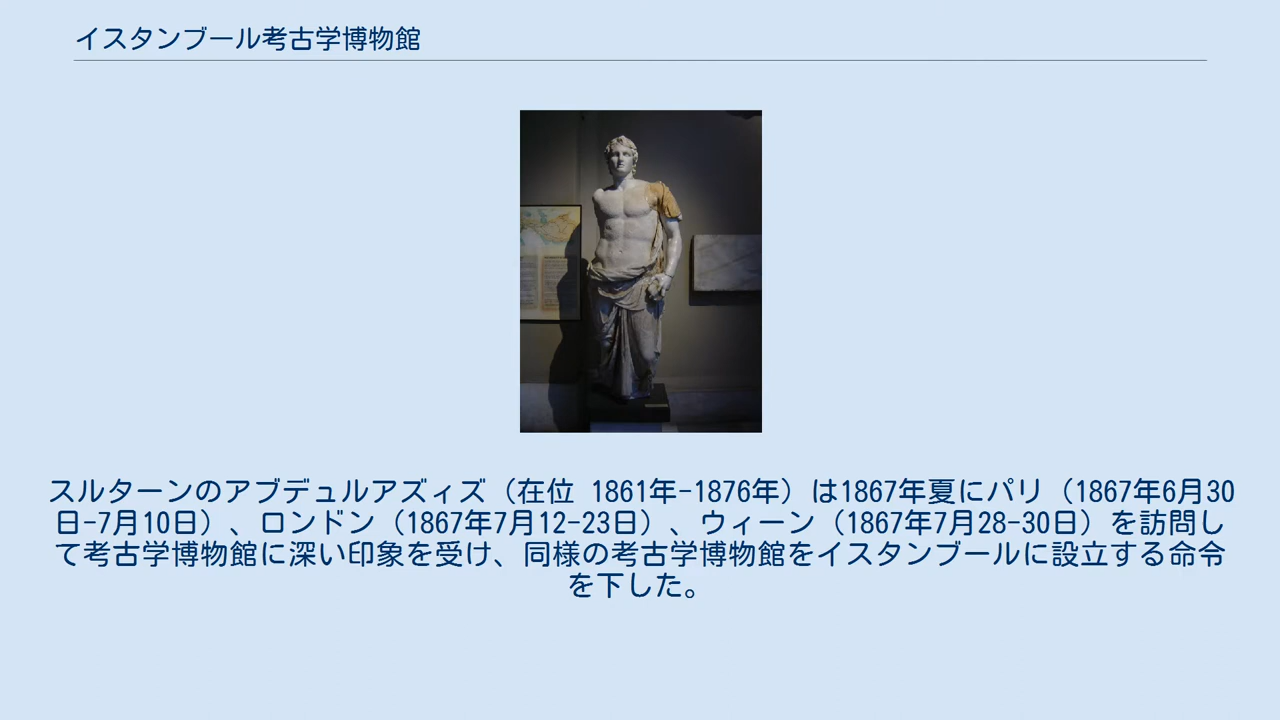 イスタンブール考古学博物館
スルターンのアブデュルアズィズ（在位 1861年-1876年）は1867年夏にパリ（1867年6月30
日-7月10日）、ロンドン（1867年7月12-23日）、ウィーン（1867年7月28-30日）を訪問し
て考古学博物館に深い印象を受け、同様の考古学博物館をイスタンブールに設立する命令
を下した。